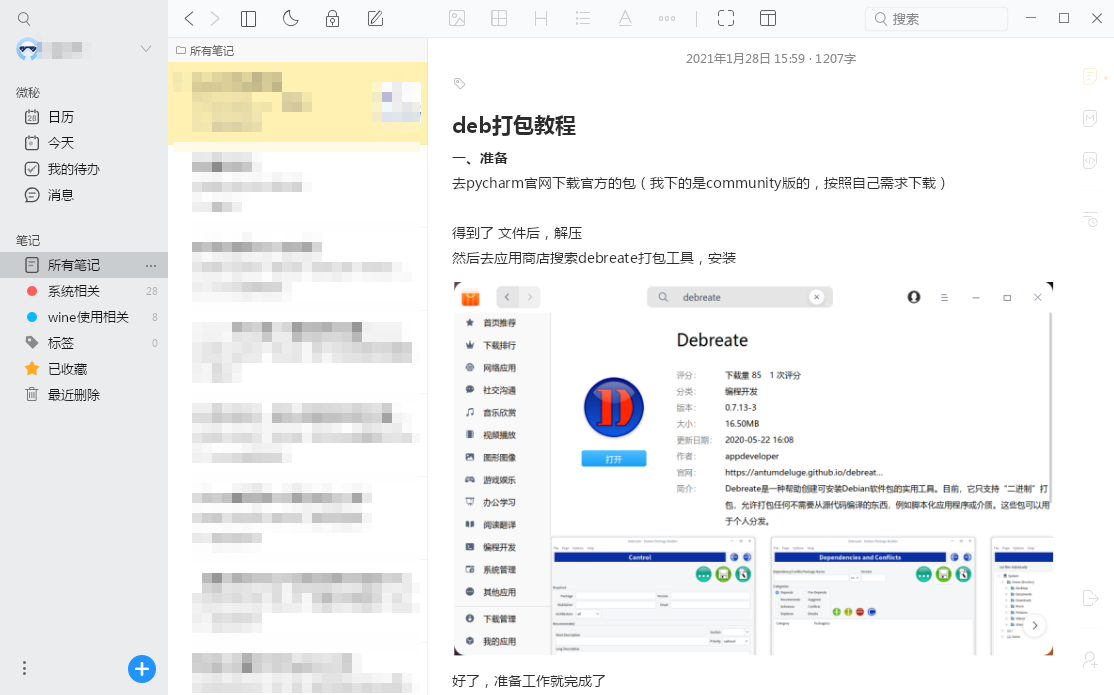 搜索
微秘
28 日历
今天
我的待办
消息
笔记
所有笔记 ...
系统相关 28
wine使用相关 8
标签 0
已收藏
最近删除
所有笔记
2021年1月28日 15:59 · 1207字
deb打包教程
一、准备
去pycharm官网下载官方的包（我下的是community版的，按照自己需求下载）
得到了 文件后，解压
然后去应用商店搜索debreate打包工具，安装
debreate
首页推荐
下载排行
网络应用
社交沟通
音乐欣赏
视频播放
图形图像
游戏娱乐
办公学习
阅读翻译
编程开发
系统管理
其他应用
下载管理
我的应用
Debreate
打开
评分： 下载量 85 1 次评分
分类： 编程开发
版本： 0.7.13-3
大小： 16.50MB
更新日期： 2020-05-22 16:08
作者： appdeveloper
官网： https://antumdeluge.github.io/debreat...
简介： Debreate是一种帮助创建可安装Debian软件包的实用工具。目前，它只支持“二进制”打
包、允许打包任何不需要从源代码编译的东西，例如脚本化应用程序或介质。这些包可以用
于个人分发。
Control
Dependencies and Conflicts
好了，准备工作就完成了